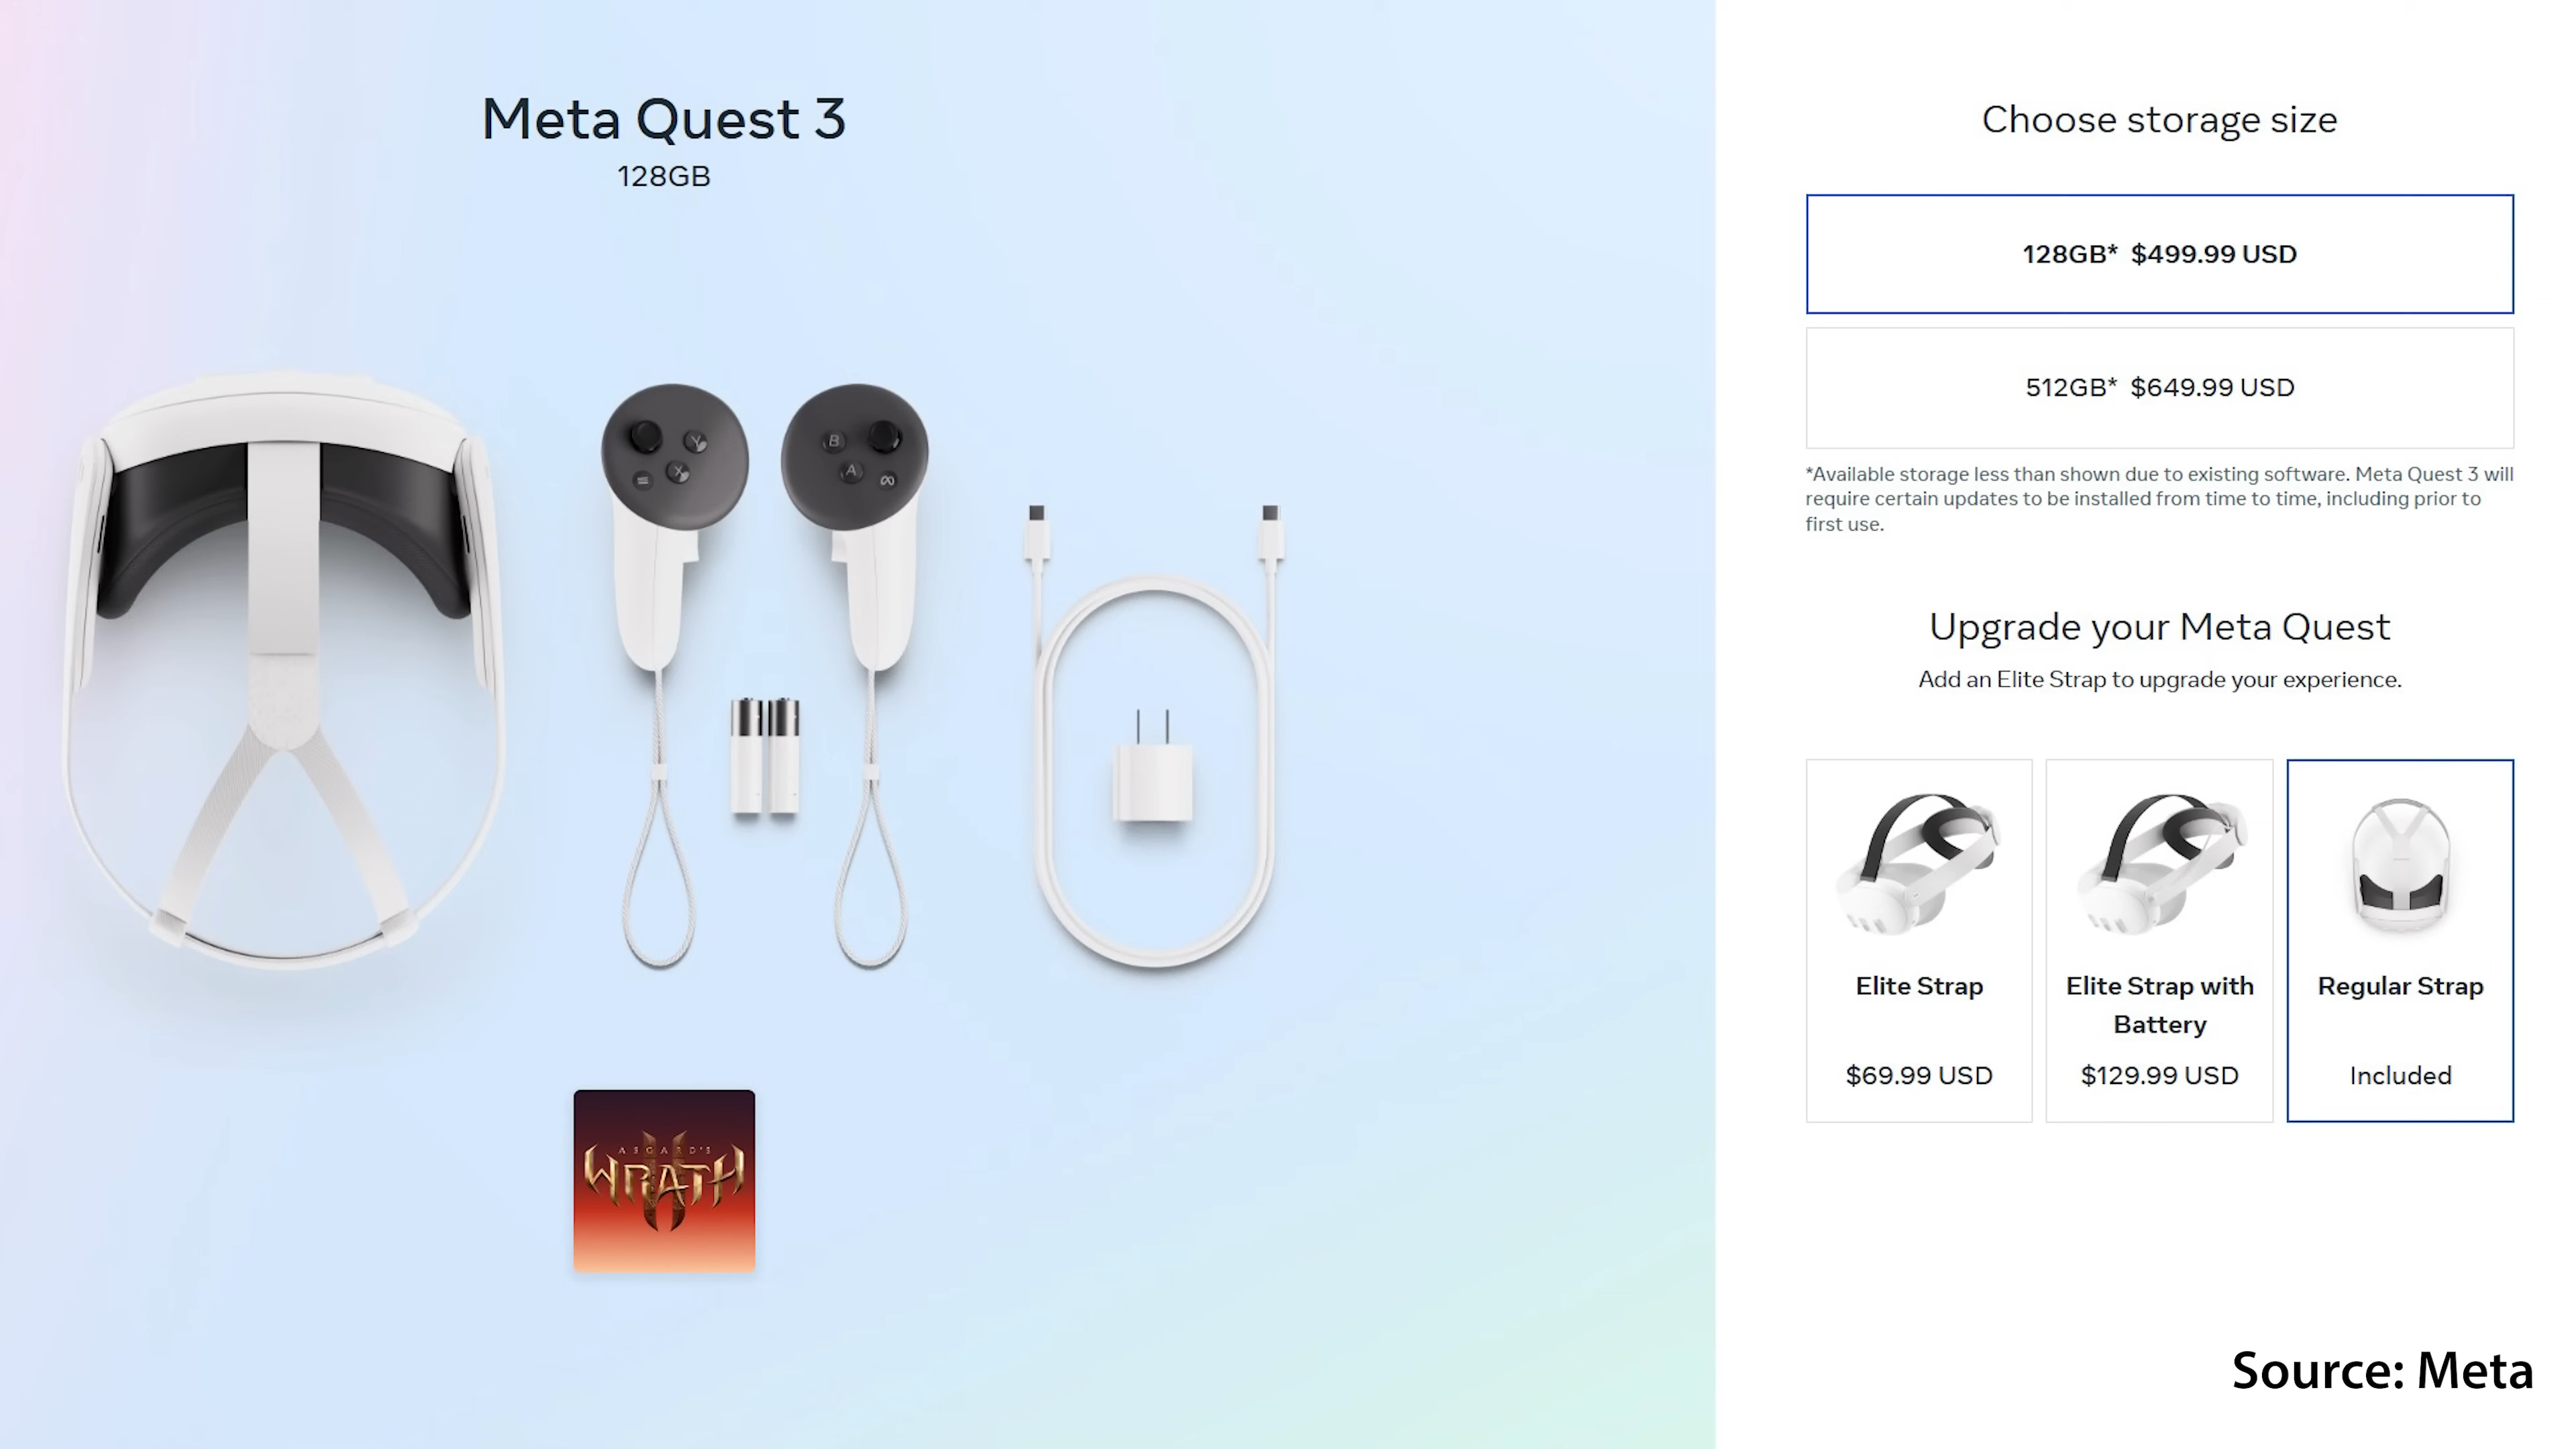 Meta Quest 3
128GB
Y
X
B
A
ASGARD'S
WRATH
II
Choose storage size
128GB* $499.99 USD
512GB* $649.99 USD
*Available storage less than shown due to existing software. Meta Quest 3 will
require certain updates to be installed from time to time, including prior to
first use.
Upgrade your Meta Quest
Add an Elite Strap to upgrade your experience.
Elite Strap
$69.99 USD
Elite Strap with
Battery
$129.99 USD
Regular Strap
Included
Source: Meta